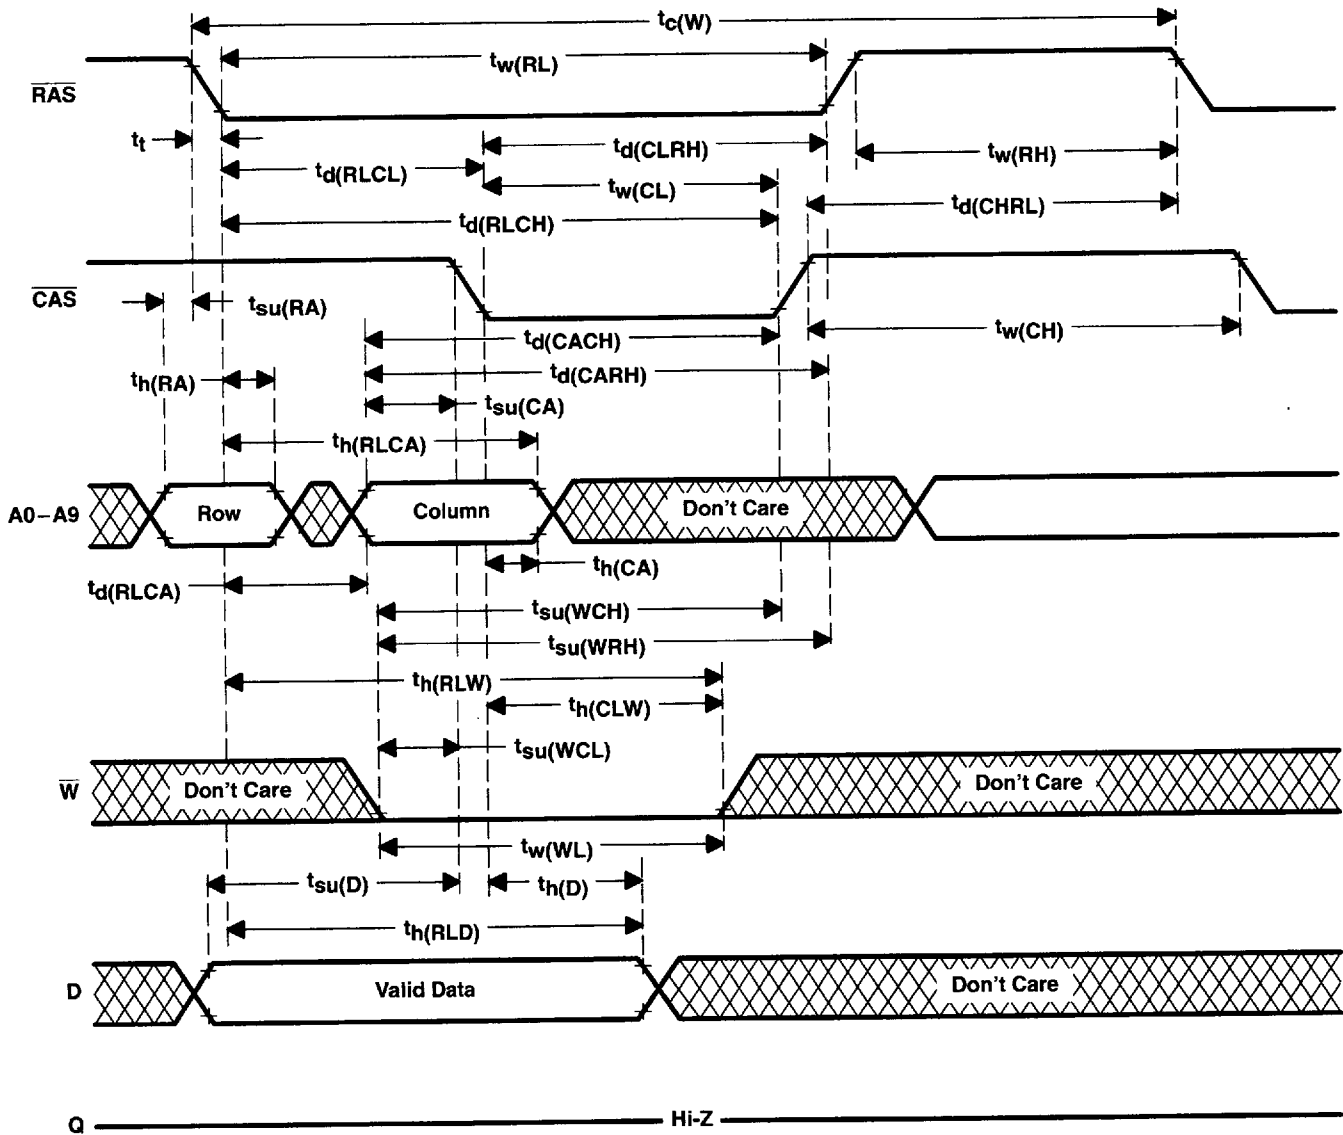 tc(W)
tw(RL)
RAS
tt
td(CLRH)
tw(RH)
td(RLCL)
tw(CL)
td(CHRL)
td(RLCH)
CAS
tsu(RA)
tw(CH)
td(CACH)
td(CARH)
th(RA)
tsu(CA)
th(RLCA)
A0–A9
Row
Column
Don't Care
th(CA)
td(RLCA)
tsu(WCH)
tsu(WRH)
th(RLW)
th(CLW)
tsu(WCL)
W
Don't Care
Don't Care
tw(WL)
tsu(D)
th(D)
th(RLD)
D
Valid Data
Don't Care
Q
Hi-Z